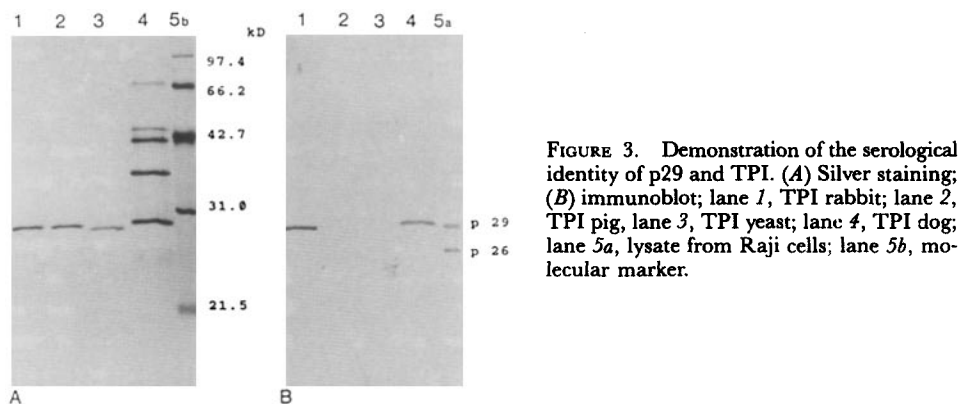 1 2 3 4 5b
kD
97.4
66.2
42.7
31.0
21.5
A
1 2 3 4 5a
p 29
p 26
B
FIGURE 3. Demonstration of the serological
identity of p29 and TPI. (A) Silver staining;
(B) immunoblot; lane 1, TPI rabbit; lane 2,
TPI pig, lane 3, TPI yeast; lane 4, TPI dog;
lane 5a, lysate from Raji cells; lane 5b, mo-
lecular marker.